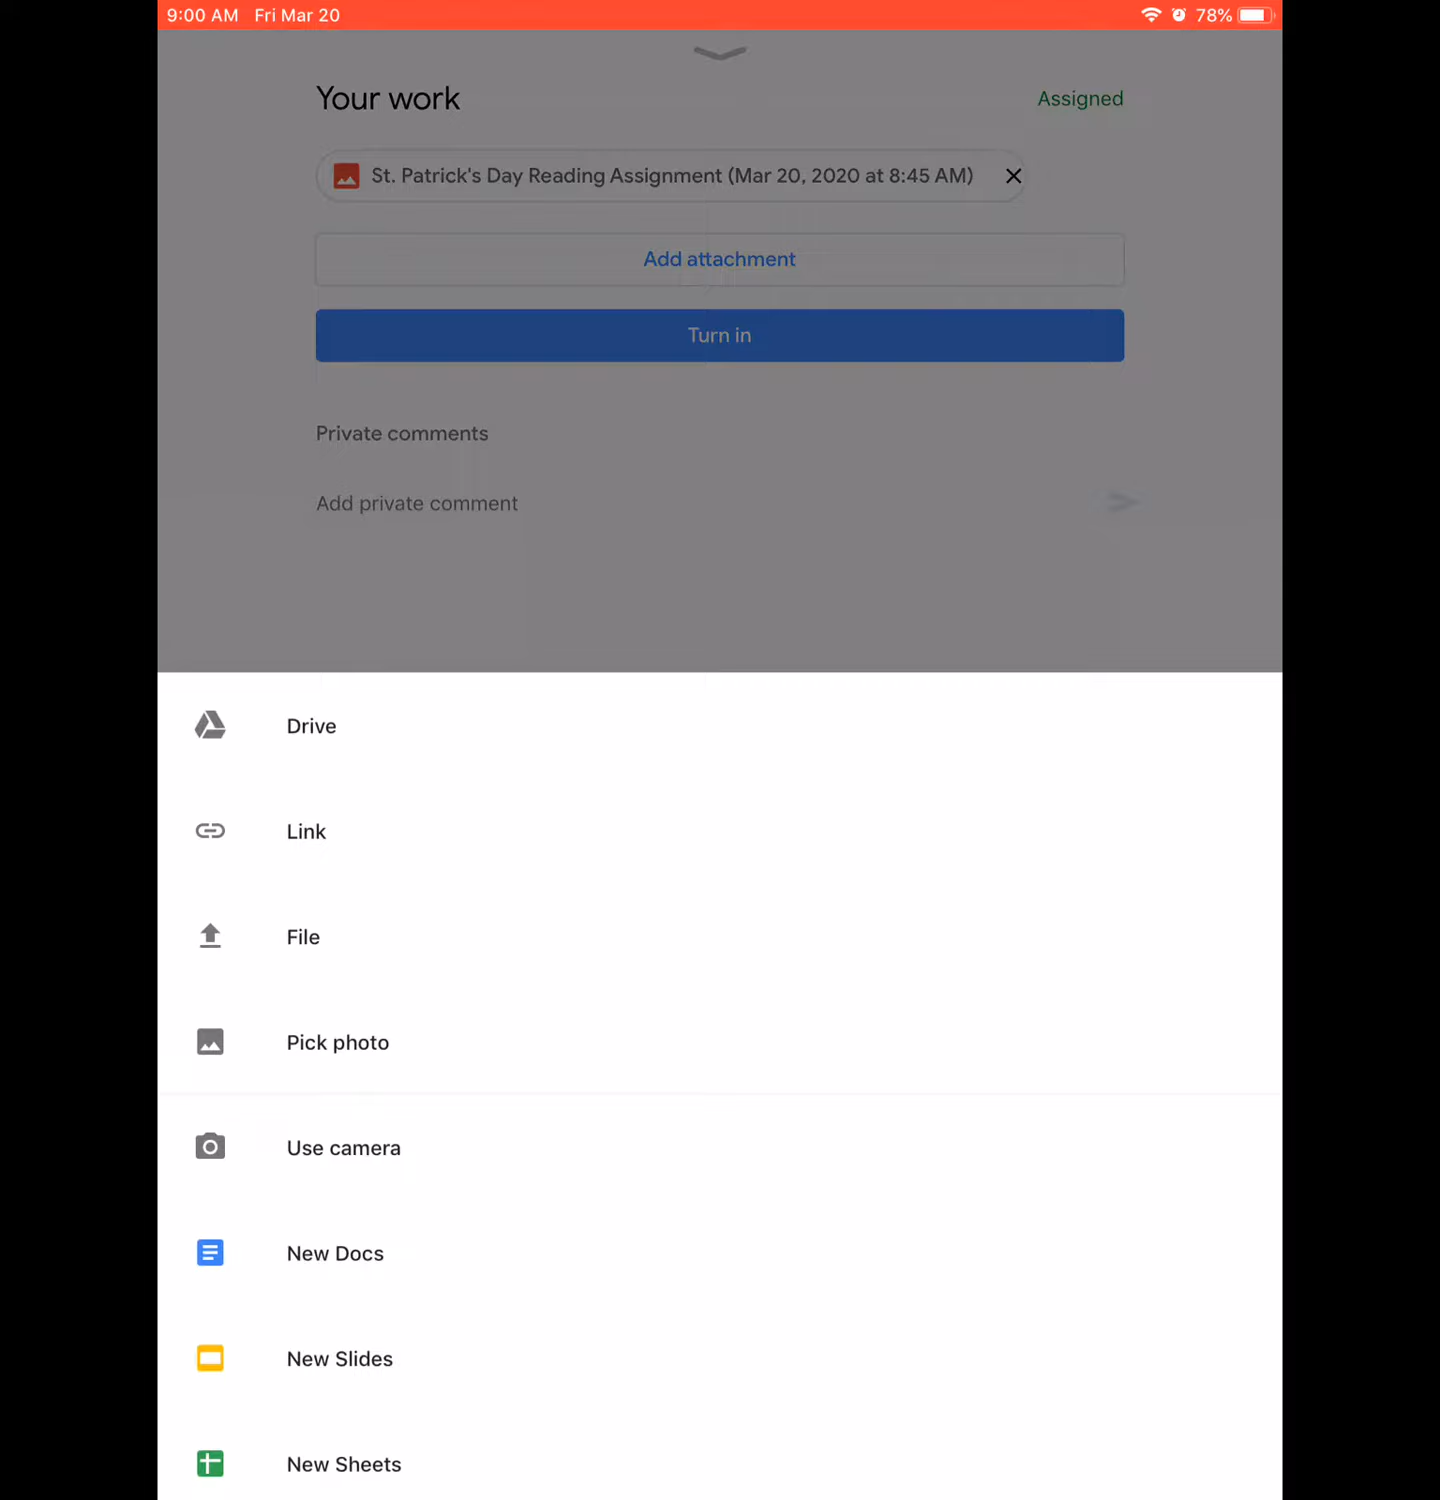 9:00 AM Fri Mar 20 78%
Your work Assigned
St. Patrick's Day Reading Assignment (Mar 20, 2020 at 8:45 AM)
Add attachment
Turn in
Private comments
Add private comment
Drive
Link
File
Pick photo
Use camera
New Docs
New Slides
New Sheets